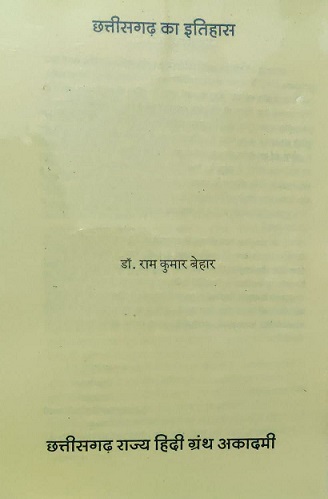 छत्तीसगढ़ का इतिहास
डॉ. राम कुमार बेहार
छत्तीसगढ़ राज्य हिंदी ग्रंथ अकादमी